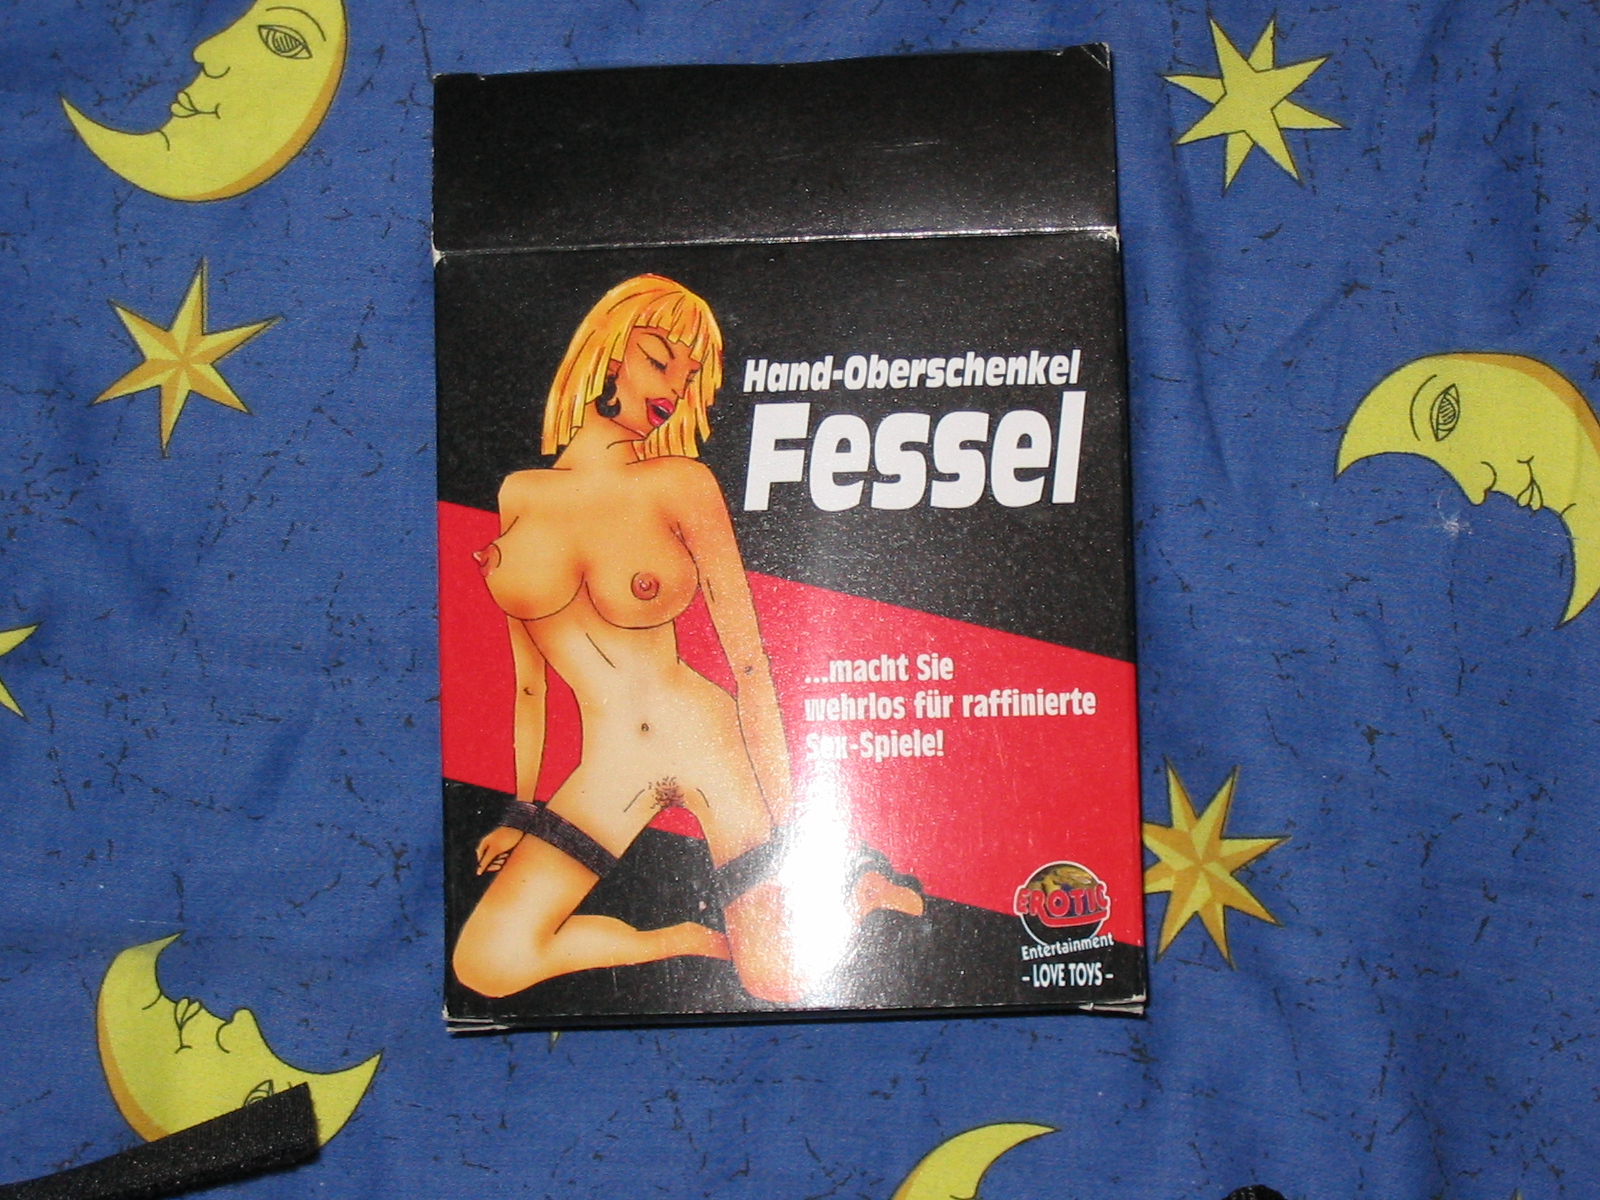 Hand-Oberschenkel
Fessel
...macht Sie
wehrlos für raffinierte
Sex-Spiele!
EROTIC
Entertainment
- LOVE TOYS -